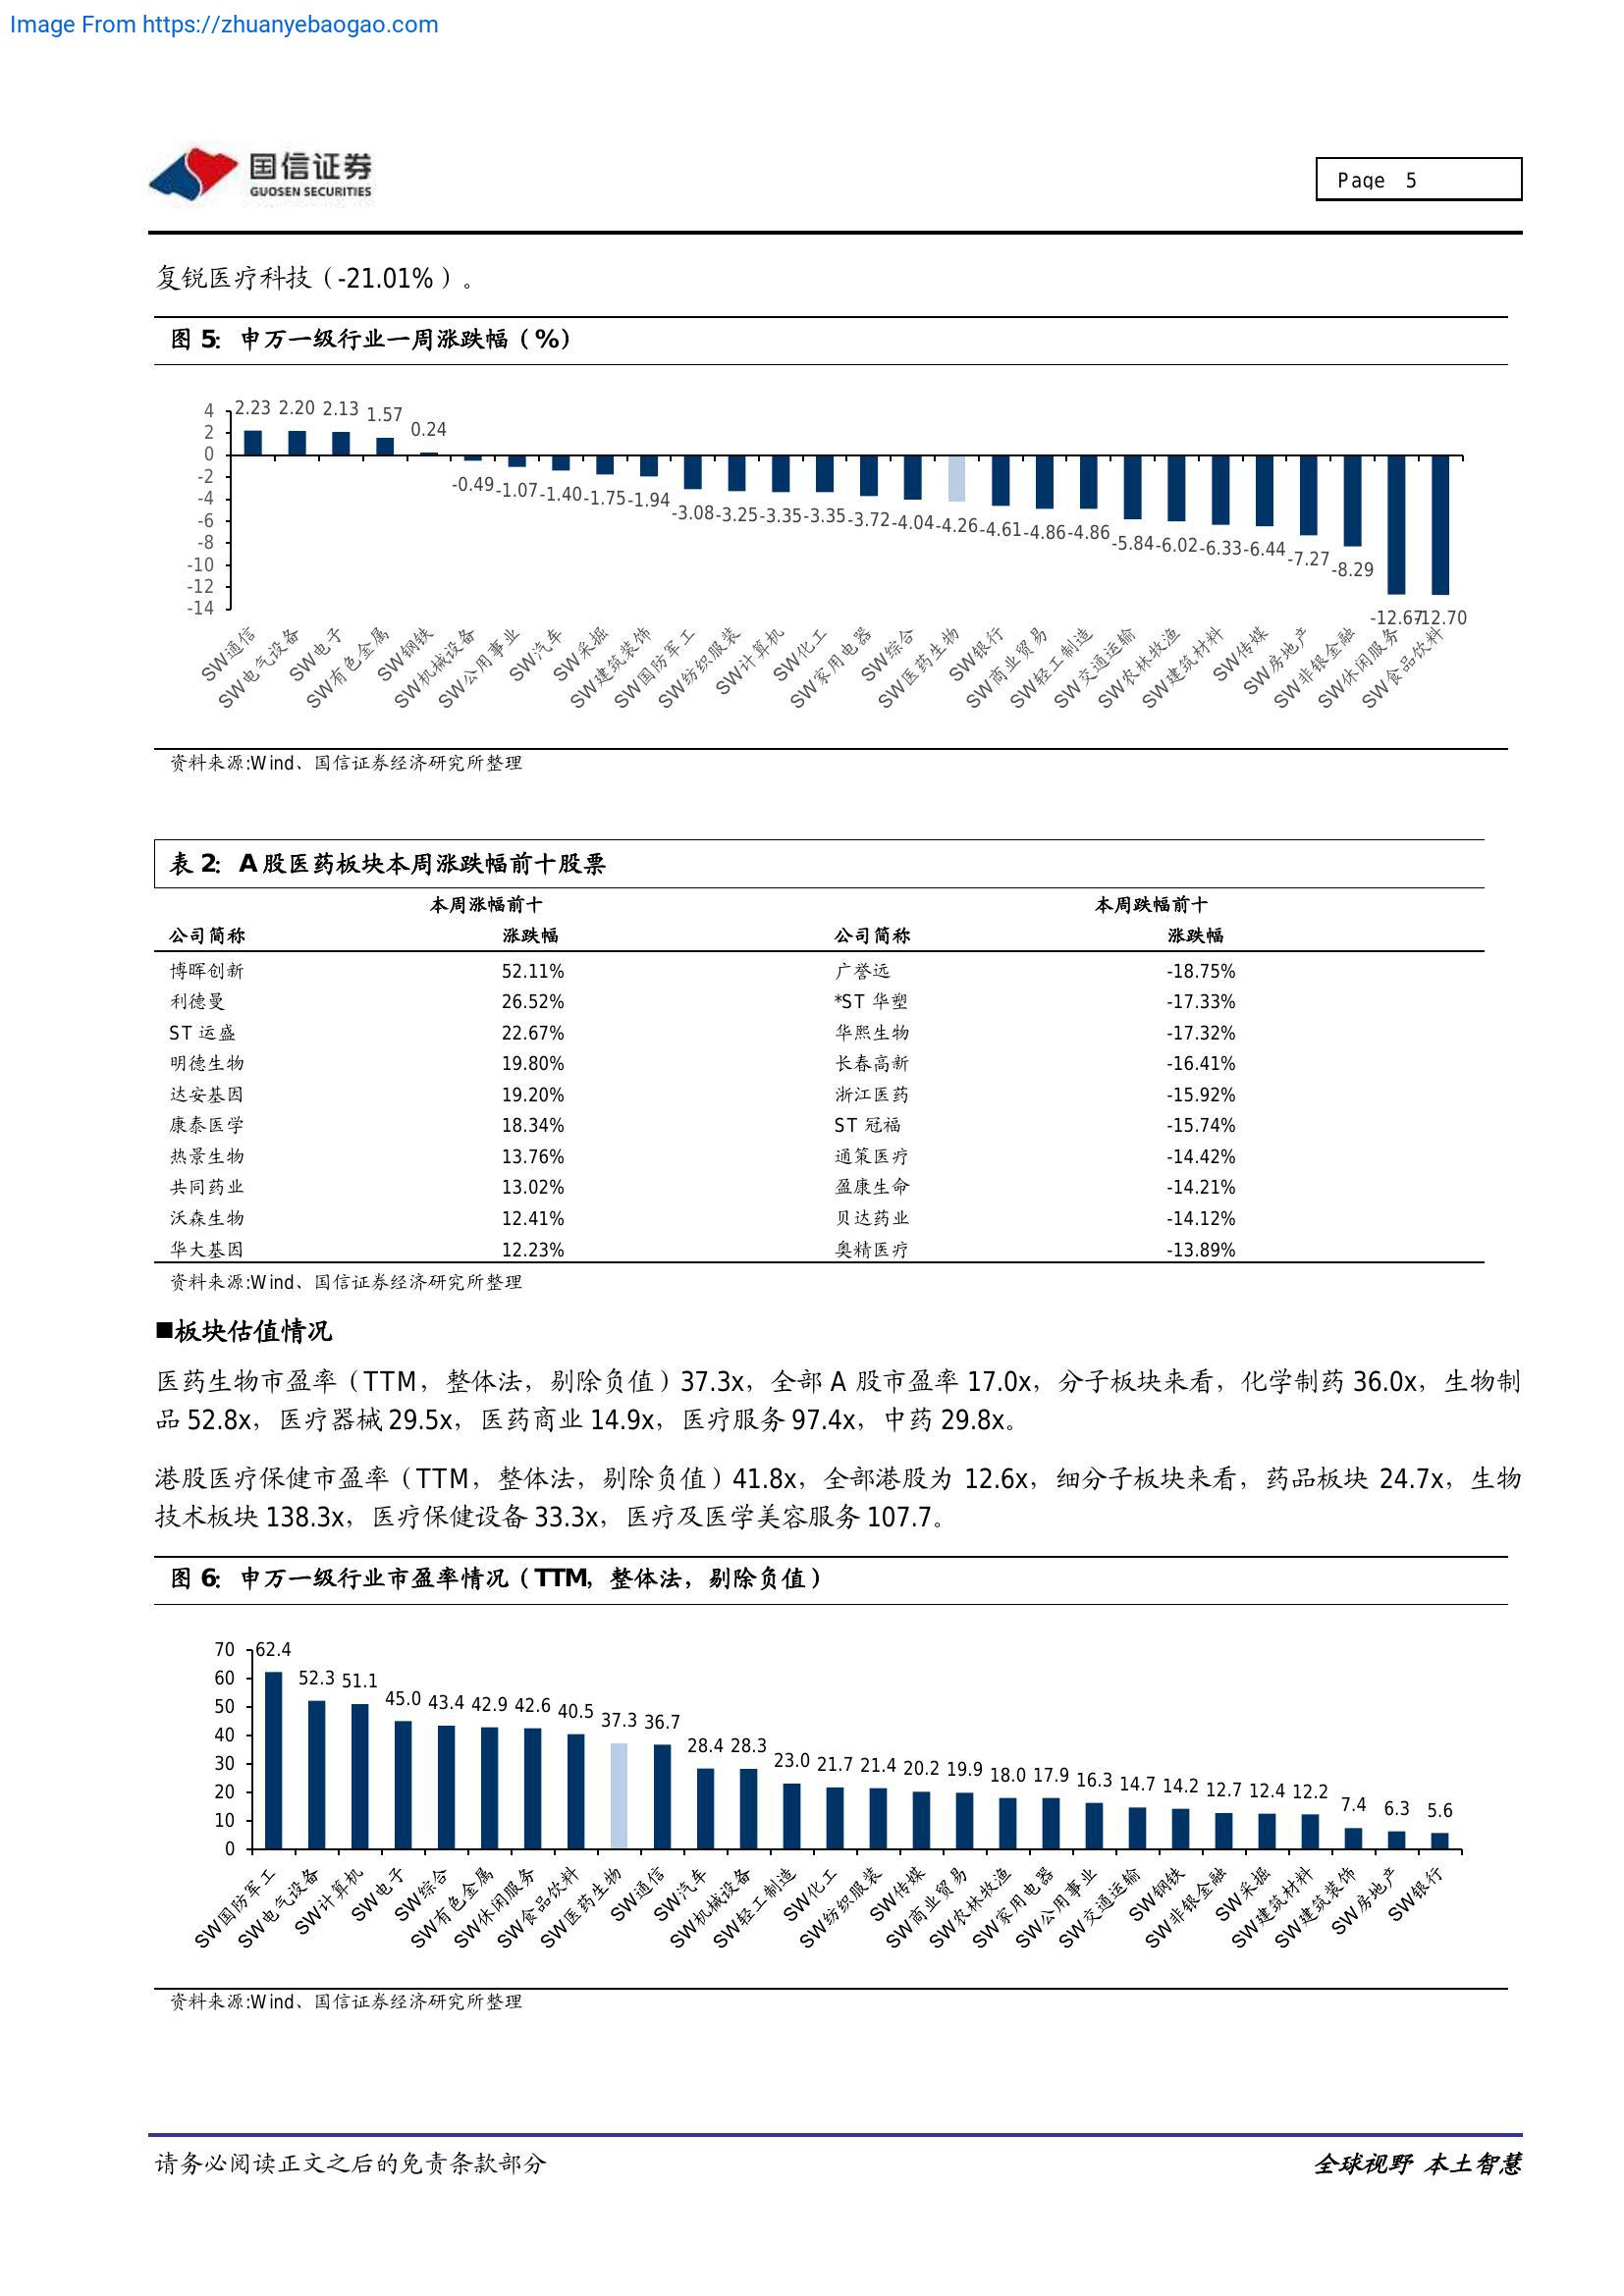 Image From https://zhuanyebaogao.com
国信证券
GUOSEN SECURITIES
Page 5
复锐医疗科技（-21.01%）。
图 5：申万一级行业一周涨跌幅（%）
4
2
0
-2
-4
-6
-8
-10
-12
-14
2.23 2.20 2.13 1.57 0.24 -0.49 -1.07 -1.40 -1.75 -1.94 -3.08 -3.25 -3.35 -3.35 -3.72 -4.04 -4.26 -4.61 -4.86 -4.86 -5.84 -6.02 -6.33 -6.44 -7.27 -8.29 -12.67 -12.70
SW通信 SW电气设备 SW电子 SW有色金属 SW钢铁 SW机械设备 SW公用事业 SW汽车 SW采掘 SW建筑装饰 SW国防军工 SW纺织服装 SW计算机 SW化工 SW家用电器 SW综合 SW医药生物 SW银行 SW商业贸易 SW轻工制造 SW交通运输 SW农林牧渔 SW建筑材料 SW传媒 SW房地产 SW非银金融 SW休闲服务 SW食品饮料
资料来源:Wind、国信证券经济研究所整理
表 2：A 股医药板块本周涨跌幅前十股票
本周涨幅前十 本周跌幅前十
公司简称 涨跌幅 公司简称 涨跌幅
博晖创新 52.11% 广誉远 -18.75%
利德曼 26.52% *ST 华塑 -17.33%
ST 运盛 22.67% 华熙生物 -17.32%
明德生物 19.80% 长春高新 -16.41%
达安基因 19.20% 浙江医药 -15.92%
康泰医学 18.34% ST 冠福 -15.74%
热景生物 13.76% 通策医疗 -14.42%
共同药业 13.02% 盈康生命 -14.21%
沃森生物 12.41% 贝达药业 -14.12%
华大基因 12.23% 奥精医疗 -13.89%
资料来源:Wind、国信证券经济研究所整理
■板块估值情况
医药生物市盈率（TTM，整体法，剔除负值）37.3x，全部 A 股市盈率 17.0x，分子板块来看，化学制药 36.0x，生物制
品 52.8x，医疗器械 29.5x，医药商业 14.9x，医疗服务 97.4x，中药 29.8x。
港股医疗保健市盈率（TTM，整体法，剔除负值）41.8x，全部港股为 12.6x，细分子板块来看，药品板块 24.7x，生物
技术板块 138.3x，医疗保健设备 33.3x，医疗及医学美容服务 107.7。
图 6：申万一级行业市盈率情况（TTM，整体法，剔除负值）
70
60
50
40
30
20
10
0
62.4 52.3 51.1 45.0 43.4 42.9 42.6 40.5 37.3 36.7 28.4 28.3 23.0 21.7 21.4 20.2 19.9 18.0 17.9 16.3 14.7 14.2 12.7 12.4 12.2 7.4 6.3 5.6
SW国防军工 SW电气设备 SW计算机 SW电子 SW综合 SW有色金属 SW休闲服务 SW食品饮料 SW医药生物 SW通信 SW汽车 SW机械设备 SW轻工制造 SW化工 SW纺织服装 SW传媒 SW商业贸易 SW农林牧渔 SW家用电器 SW公用事业 SW交通运输 SW钢铁 SW非银金融 SW采掘 SW建筑材料 SW建筑装饰 SW房地产 SW银行
资料来源:Wind、国信证券经济研究所整理
请务必阅读正文之后的免责条款部分
全球视野 本土智慧